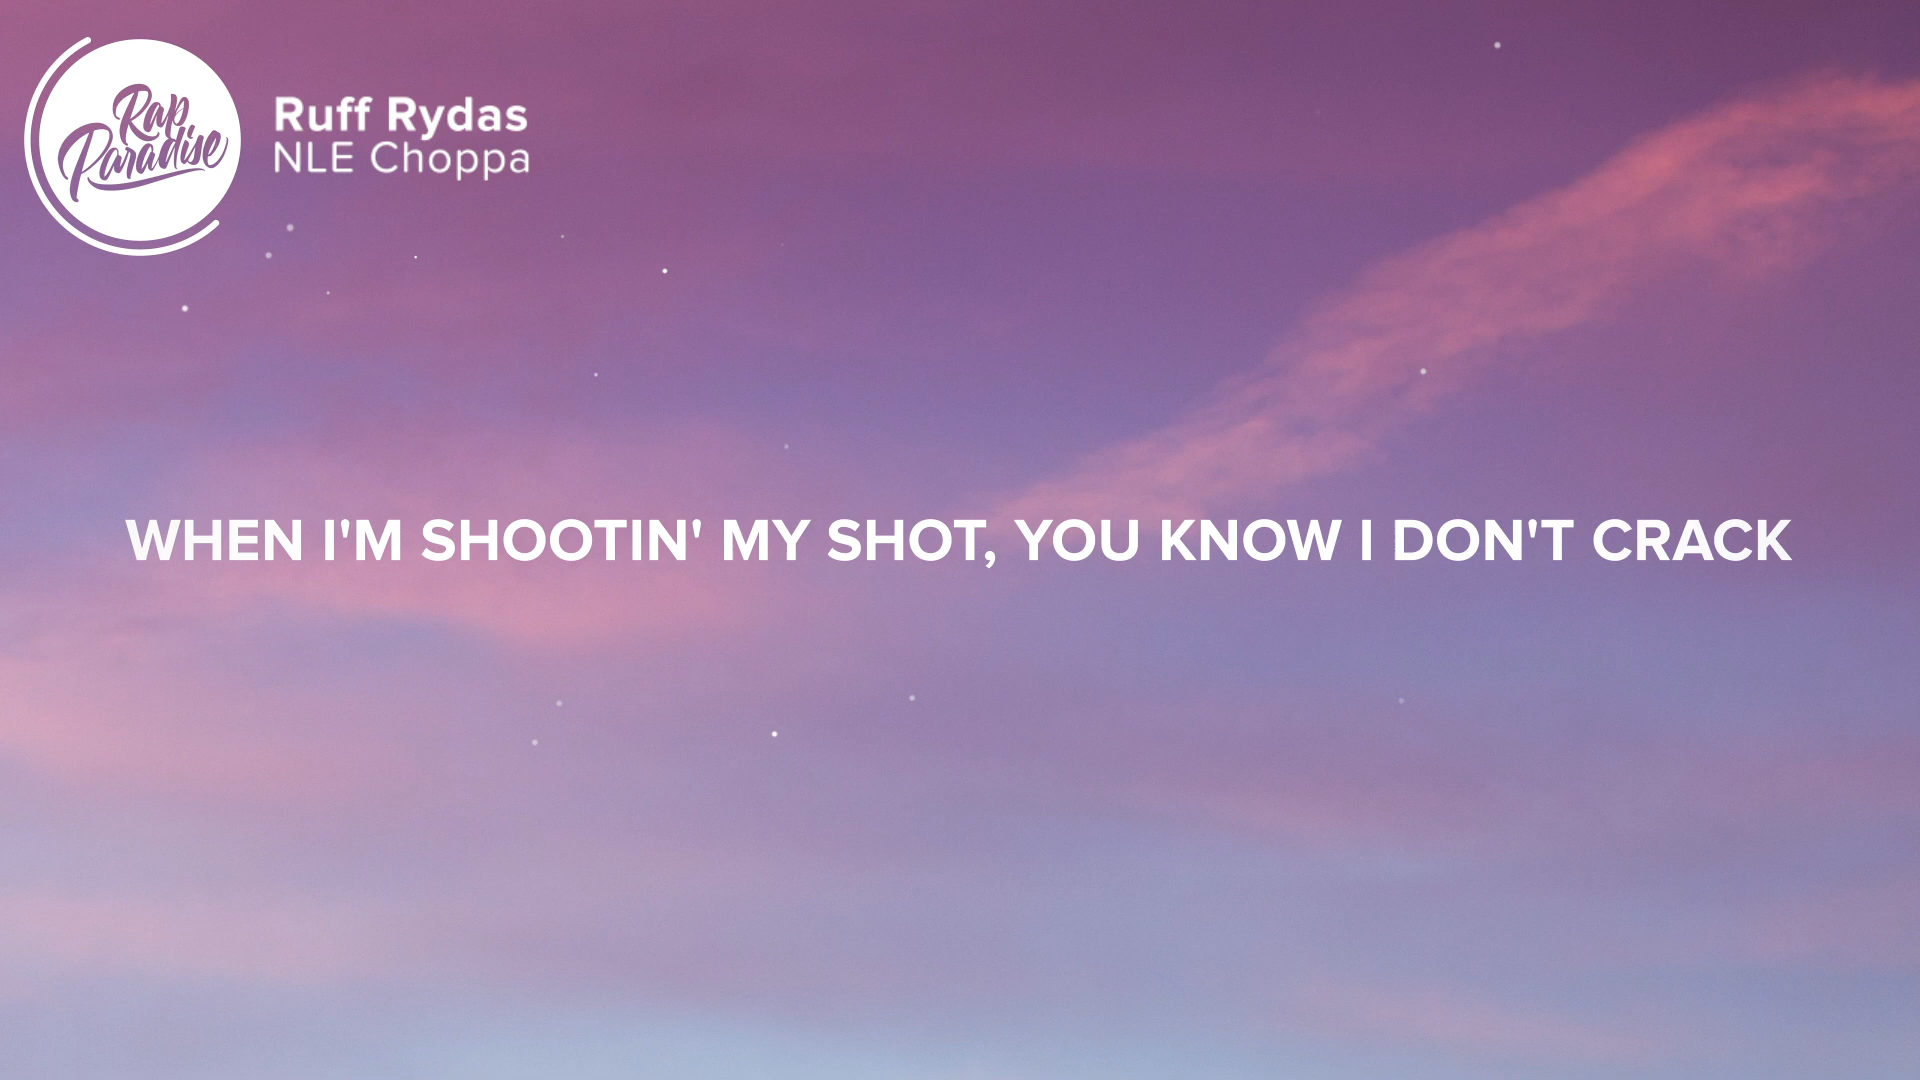 Rap
Paradise
Ruff Rydas
NLE Choppa
WHEN I'M SHOOTIN' MY SHOT, YOU KNOW I DON'T CRACK